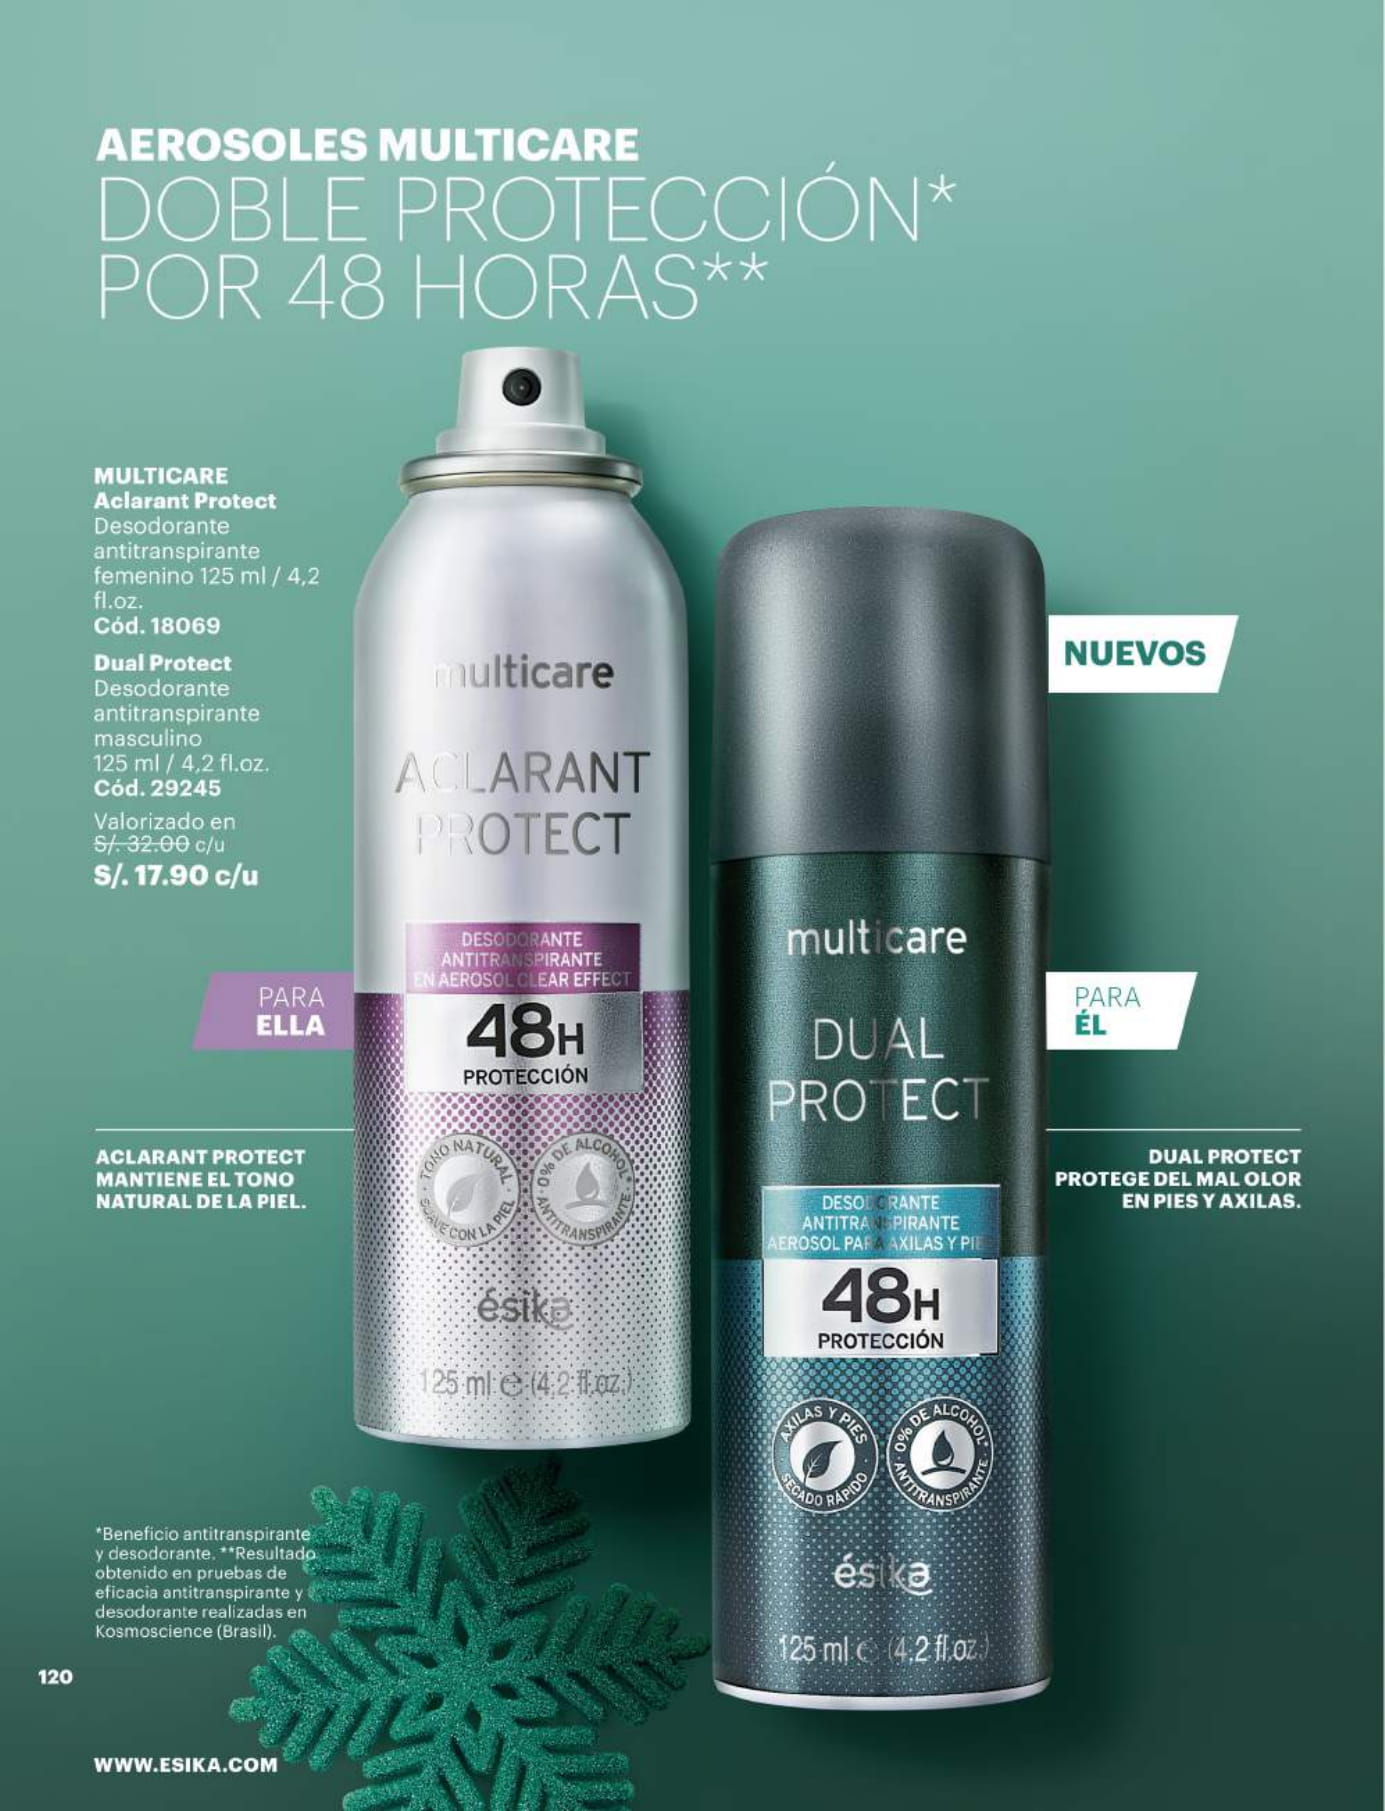 AEROSOLES MULTICARE
DOBLE PROTECCIÓN*
POR 48 HORAS**
MULTICARE
Aclarant Protect
Desodorante
antitranspirante
femenino 125 ml / 4,2
fl.oz.
Cód. 18069
Dual Protect
Desodorante
antitranspirante
masculino
125 ml / 4,2 fl.oz.
Cód. 29245
Valorizado en
S/. 32.00 c/u
S/. 17.90 c/u
PARA
ELLA
ACLARANT PROTECT
MANTIENE EL TONO
NATURAL DE LA PIEL.
multicare
ACLARANT
PROTECT
DESODORANTE
ANTITRANSPIRANTE
EN AEROSOL CLEAR EFFECT
48H
PROTECCIÓN
TONO NATURAL · SUAVE CON LA PIEL ·
0% DE ALCOHOL* · ANTITRANSPIRANTE ·
ésika
125 ml e (4.2 fl.oz.)
NUEVOS
multicare
DUAL
PROTECT
DESODORANTE
ANTITRANSPIRANTE
AEROSOL PARA AXILAS Y PIE
48H
PROTECCIÓN
AXILAS Y PIES · SECADO RÁPIDO ·
0% DE ALCOHOL* · ANTITRANSPIRANTE ·
ésika
125 ml e (4.2 fl.oz.)
PARA
ÉL
DUAL PROTECT
PROTEGE DEL MAL OLOR
EN PIES Y AXILAS.
*Beneficio antitranspirante
y desodorante. **Resultado
obtenido en pruebas de
eficacia antitranspirante y
desodorante realizadas en
Kosmoscience (Brasil).
120
WWW.ESIKA.COM